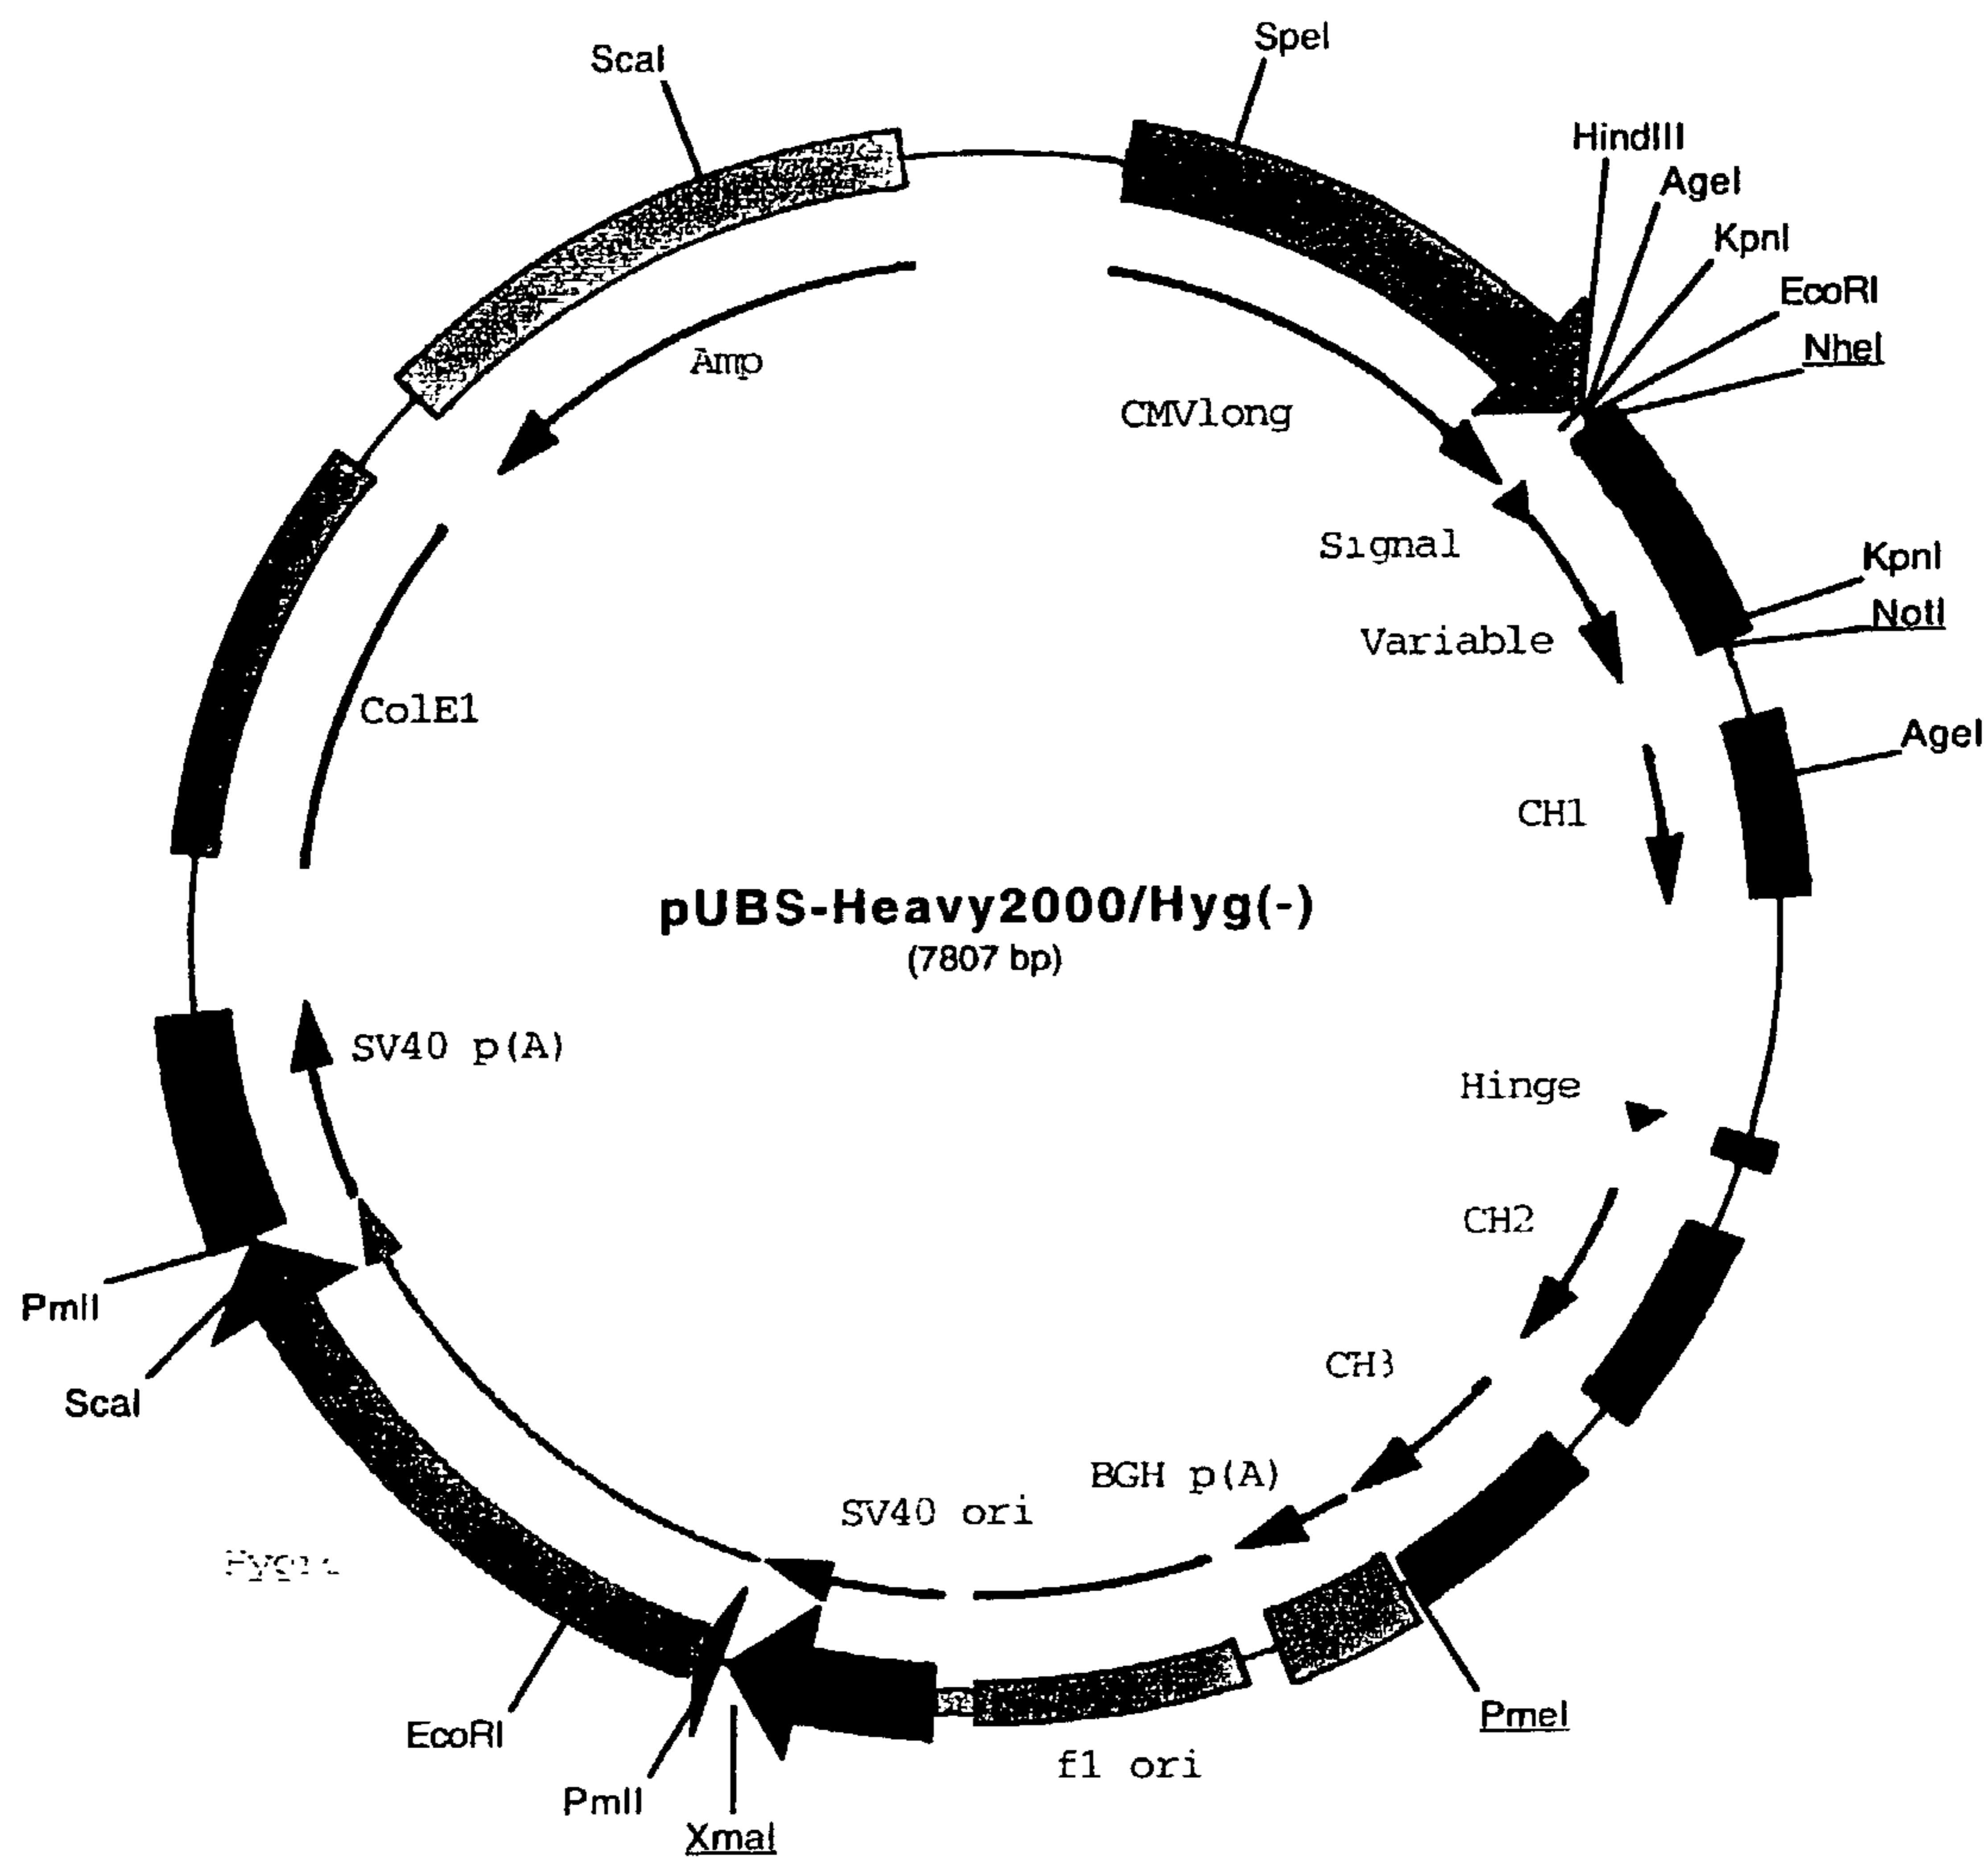 ScaI
SpeI
HindIII
AgeI
KpnI
EcoRI
NheI
Amp
CMVlong
Signal
KpnI
NotI
Variable
ColE1
AgeI
CH1
pUBS-Heavy2000/Hyg(-)
(7807 bp)
SV40 p(A)
Hinge
CH2
PmlI
CH3
ScaI
BGH p(A)
SV40 ori
PmeI
EcoRI
f1 ori
PmlI
XmaI